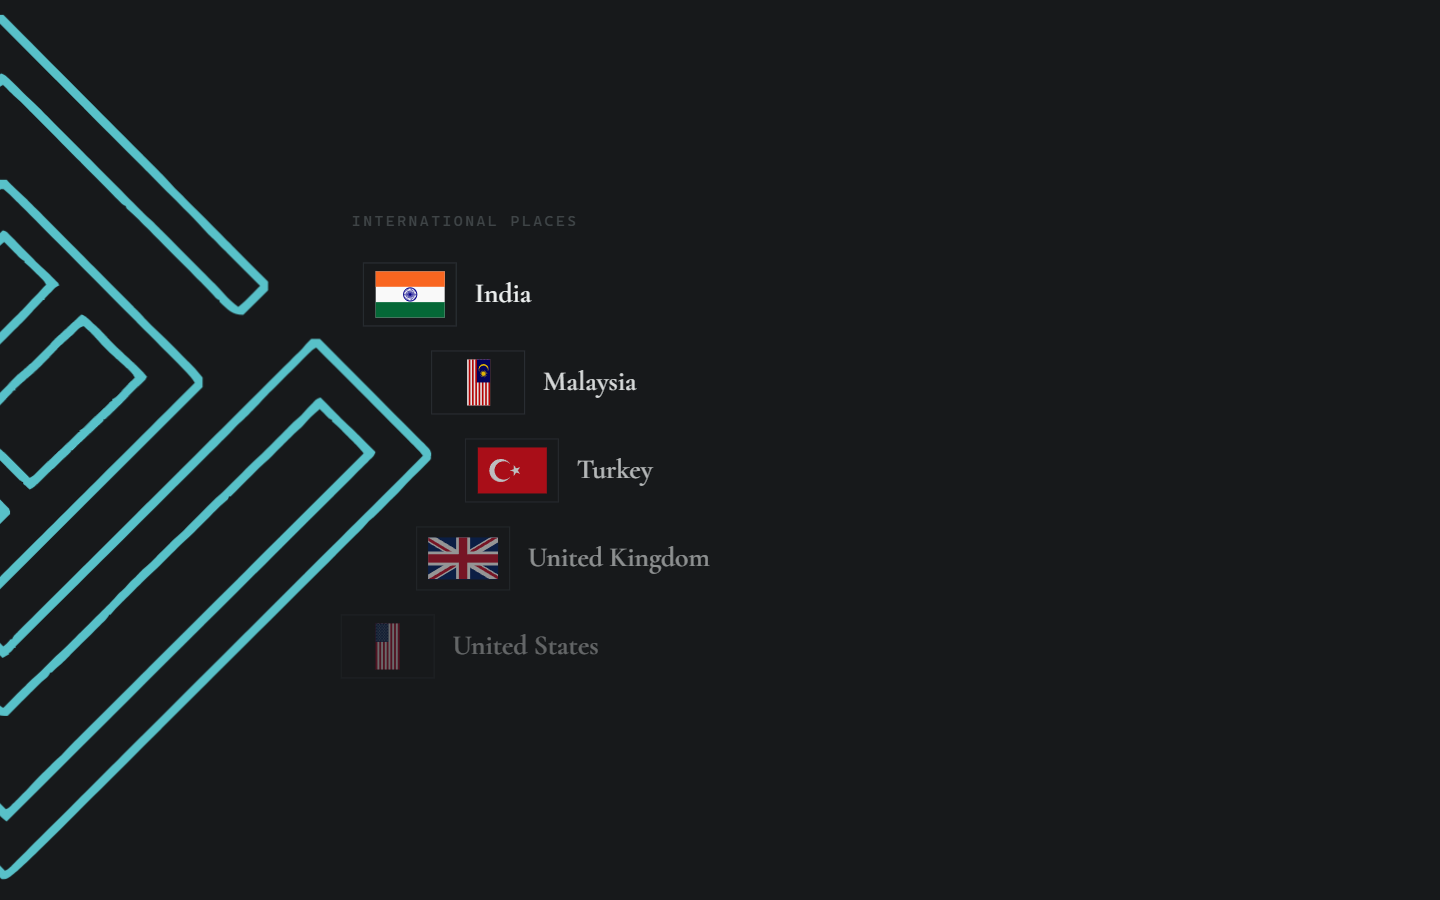 INTERNATIONAL PLACES
India
Malaysia
Turkey
United Kingdom
United States